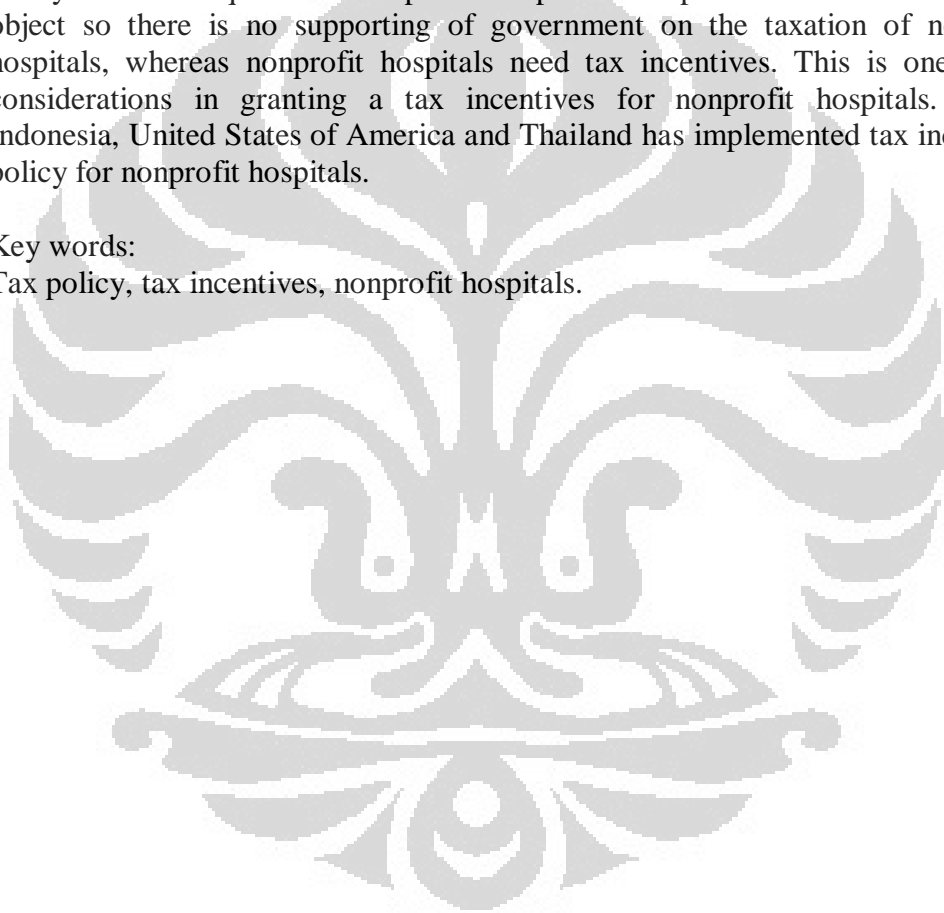 object so there is no supporting of government on the taxation of
hospitals, whereas nonprofit hospitals need tax incentives. This is one
considerations in granting a tax incentives for nonprofit hospitals.
Indonesia, United States of America and Thailand has implemented tax
policy for nonprofit hospitals.
Key words:
Tax policy, tax incentives, nonprofit hospitals.